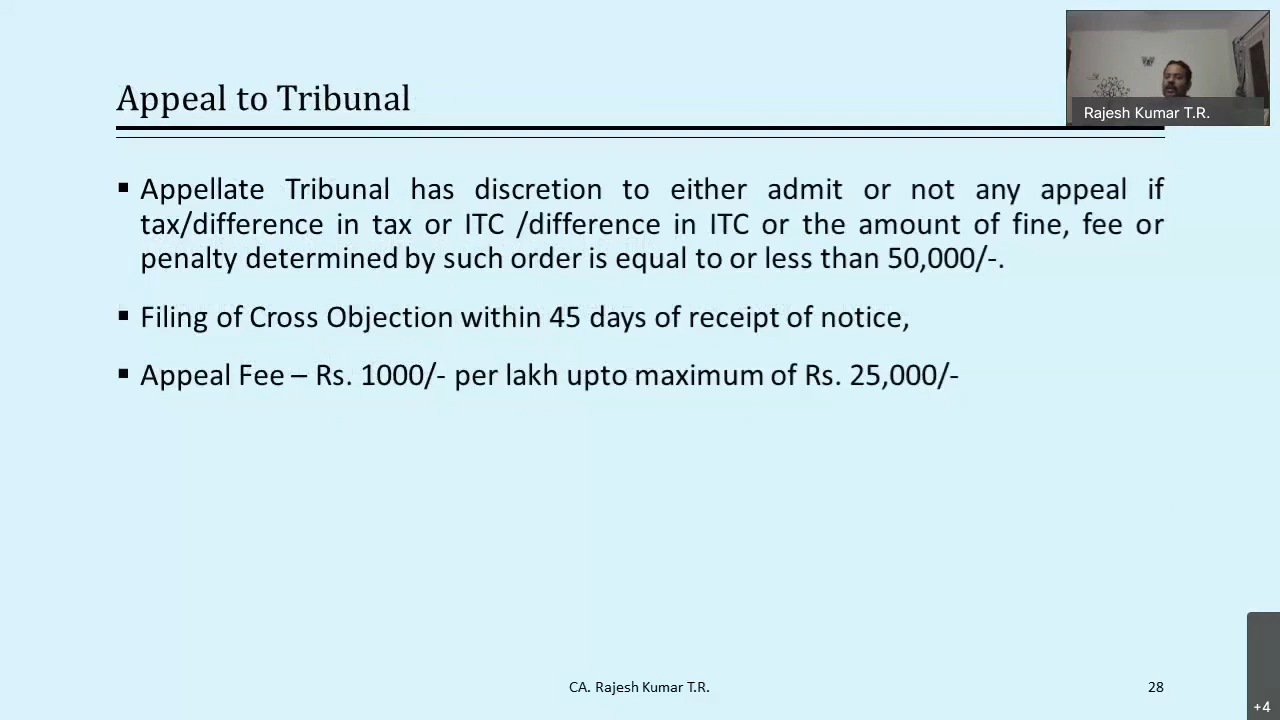 Appeal to Tribunal
Rajesh Kumar T.R.
▪ Appellate Tribunal has discretion to either admit or not any appeal if
tax/difference in tax or ITC /difference in ITC or the amount of fine, fee or
penalty determined by such order is equal to or less than 50,000/-.
▪ Filing of Cross Objection within 45 days of receipt of notice,
▪ Appeal Fee – Rs. 1000/- per lakh upto maximum of Rs. 25,000/-
CA. Rajesh Kumar T.R.
28
+4